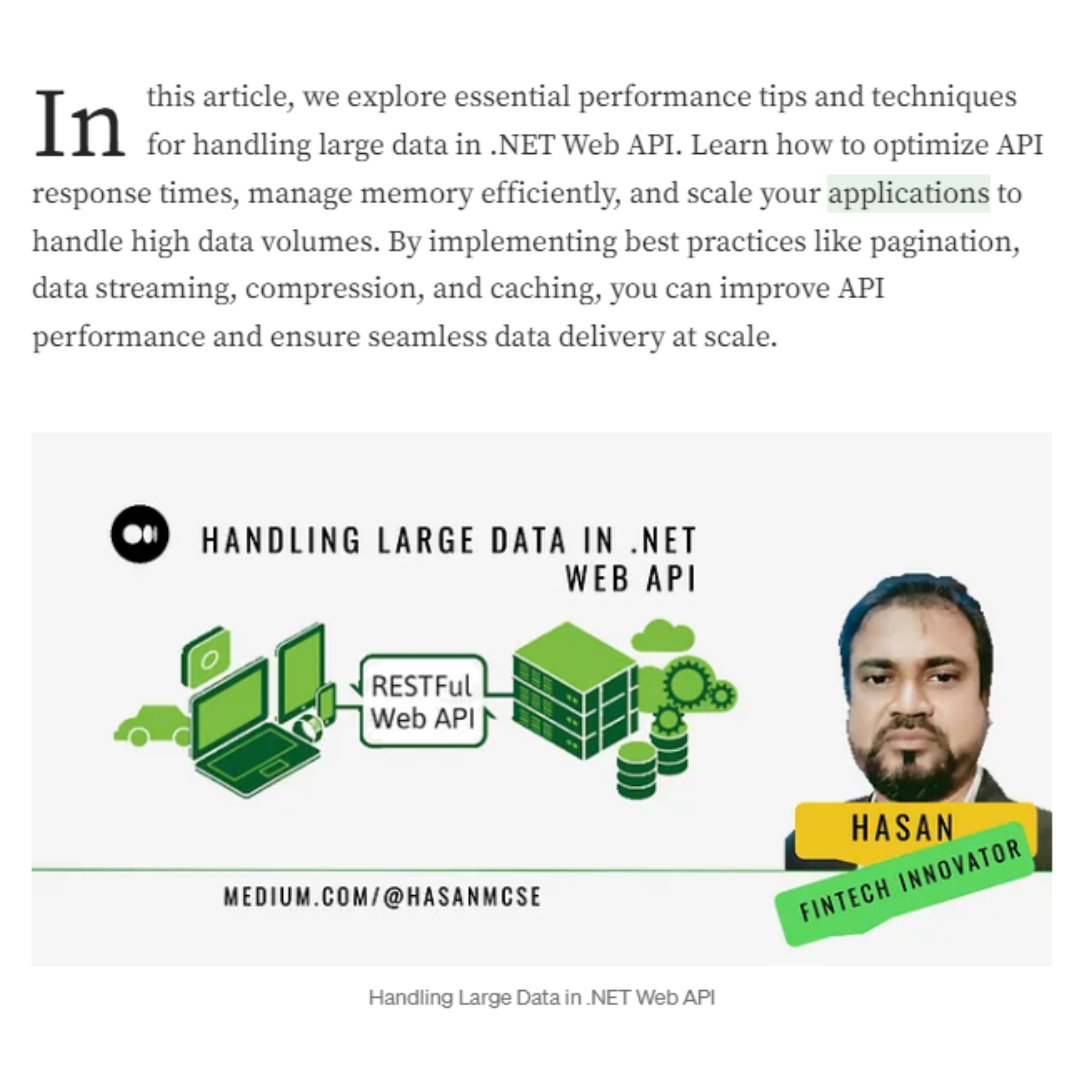 In this article, we explore essential performance tips and techniques
for handling large data in .NET Web API. Learn how to optimize API
response times, manage memory efficiently, and scale your applications to
handle high data volumes. By implementing best practices like pagination,
data streaming, compression, and caching, you can improve API
performance and ensure seamless data delivery at scale.
HANDLING LARGE DATA IN .NET
WEB API
RESTFul
Web API
HASAN
FINTECH INNOVATOR
MEDIUM.COM/@HASANMCSE
Handling Large Data in .NET Web API